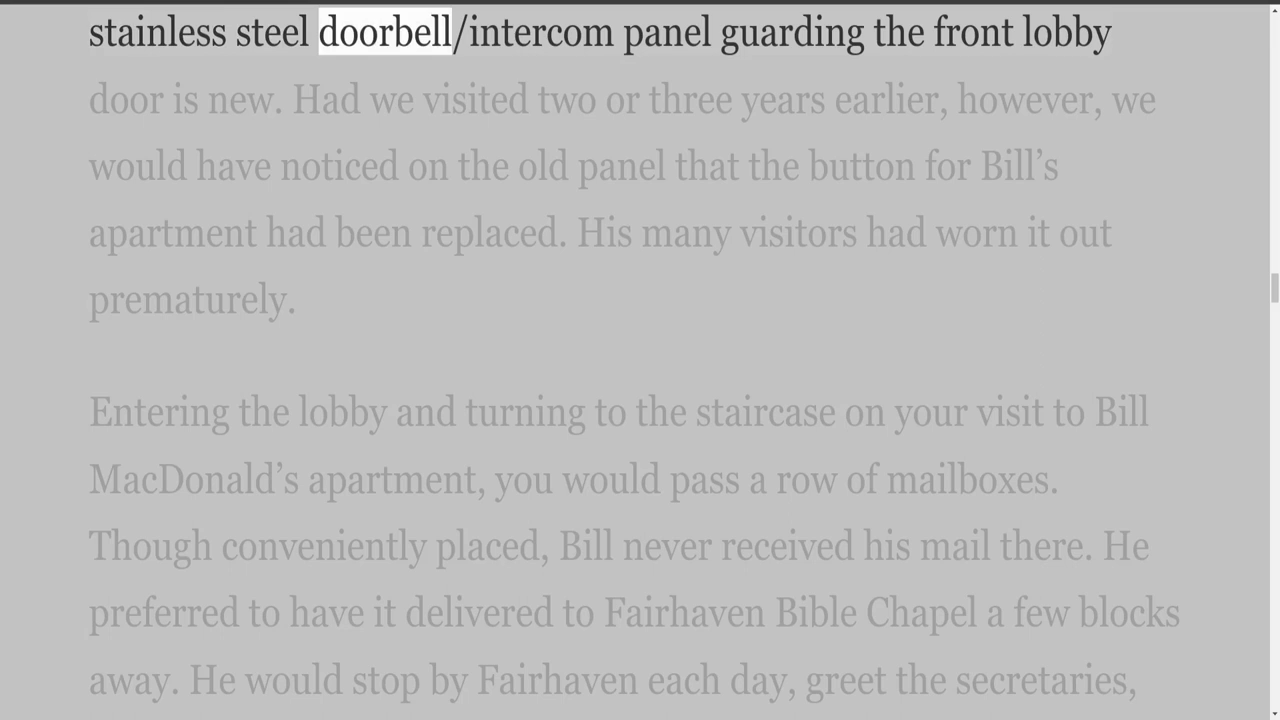 stainless steel doorbell/intercom panel guarding the front lobby
door is new. Had we visited two or three years earlier, however, we
would have noticed on the old panel that the button for Bill’s
apartment had been replaced. His many visitors had worn it out
prematurely.
Entering the lobby and turning to the staircase on your visit to Bill
MacDonald’s apartment, you would pass a row of mailboxes.
Though conveniently placed, Bill never received his mail there. He
preferred to have it delivered to Fairhaven Bible Chapel a few blocks
away. He would stop by Fairhaven each day, greet the secretaries,